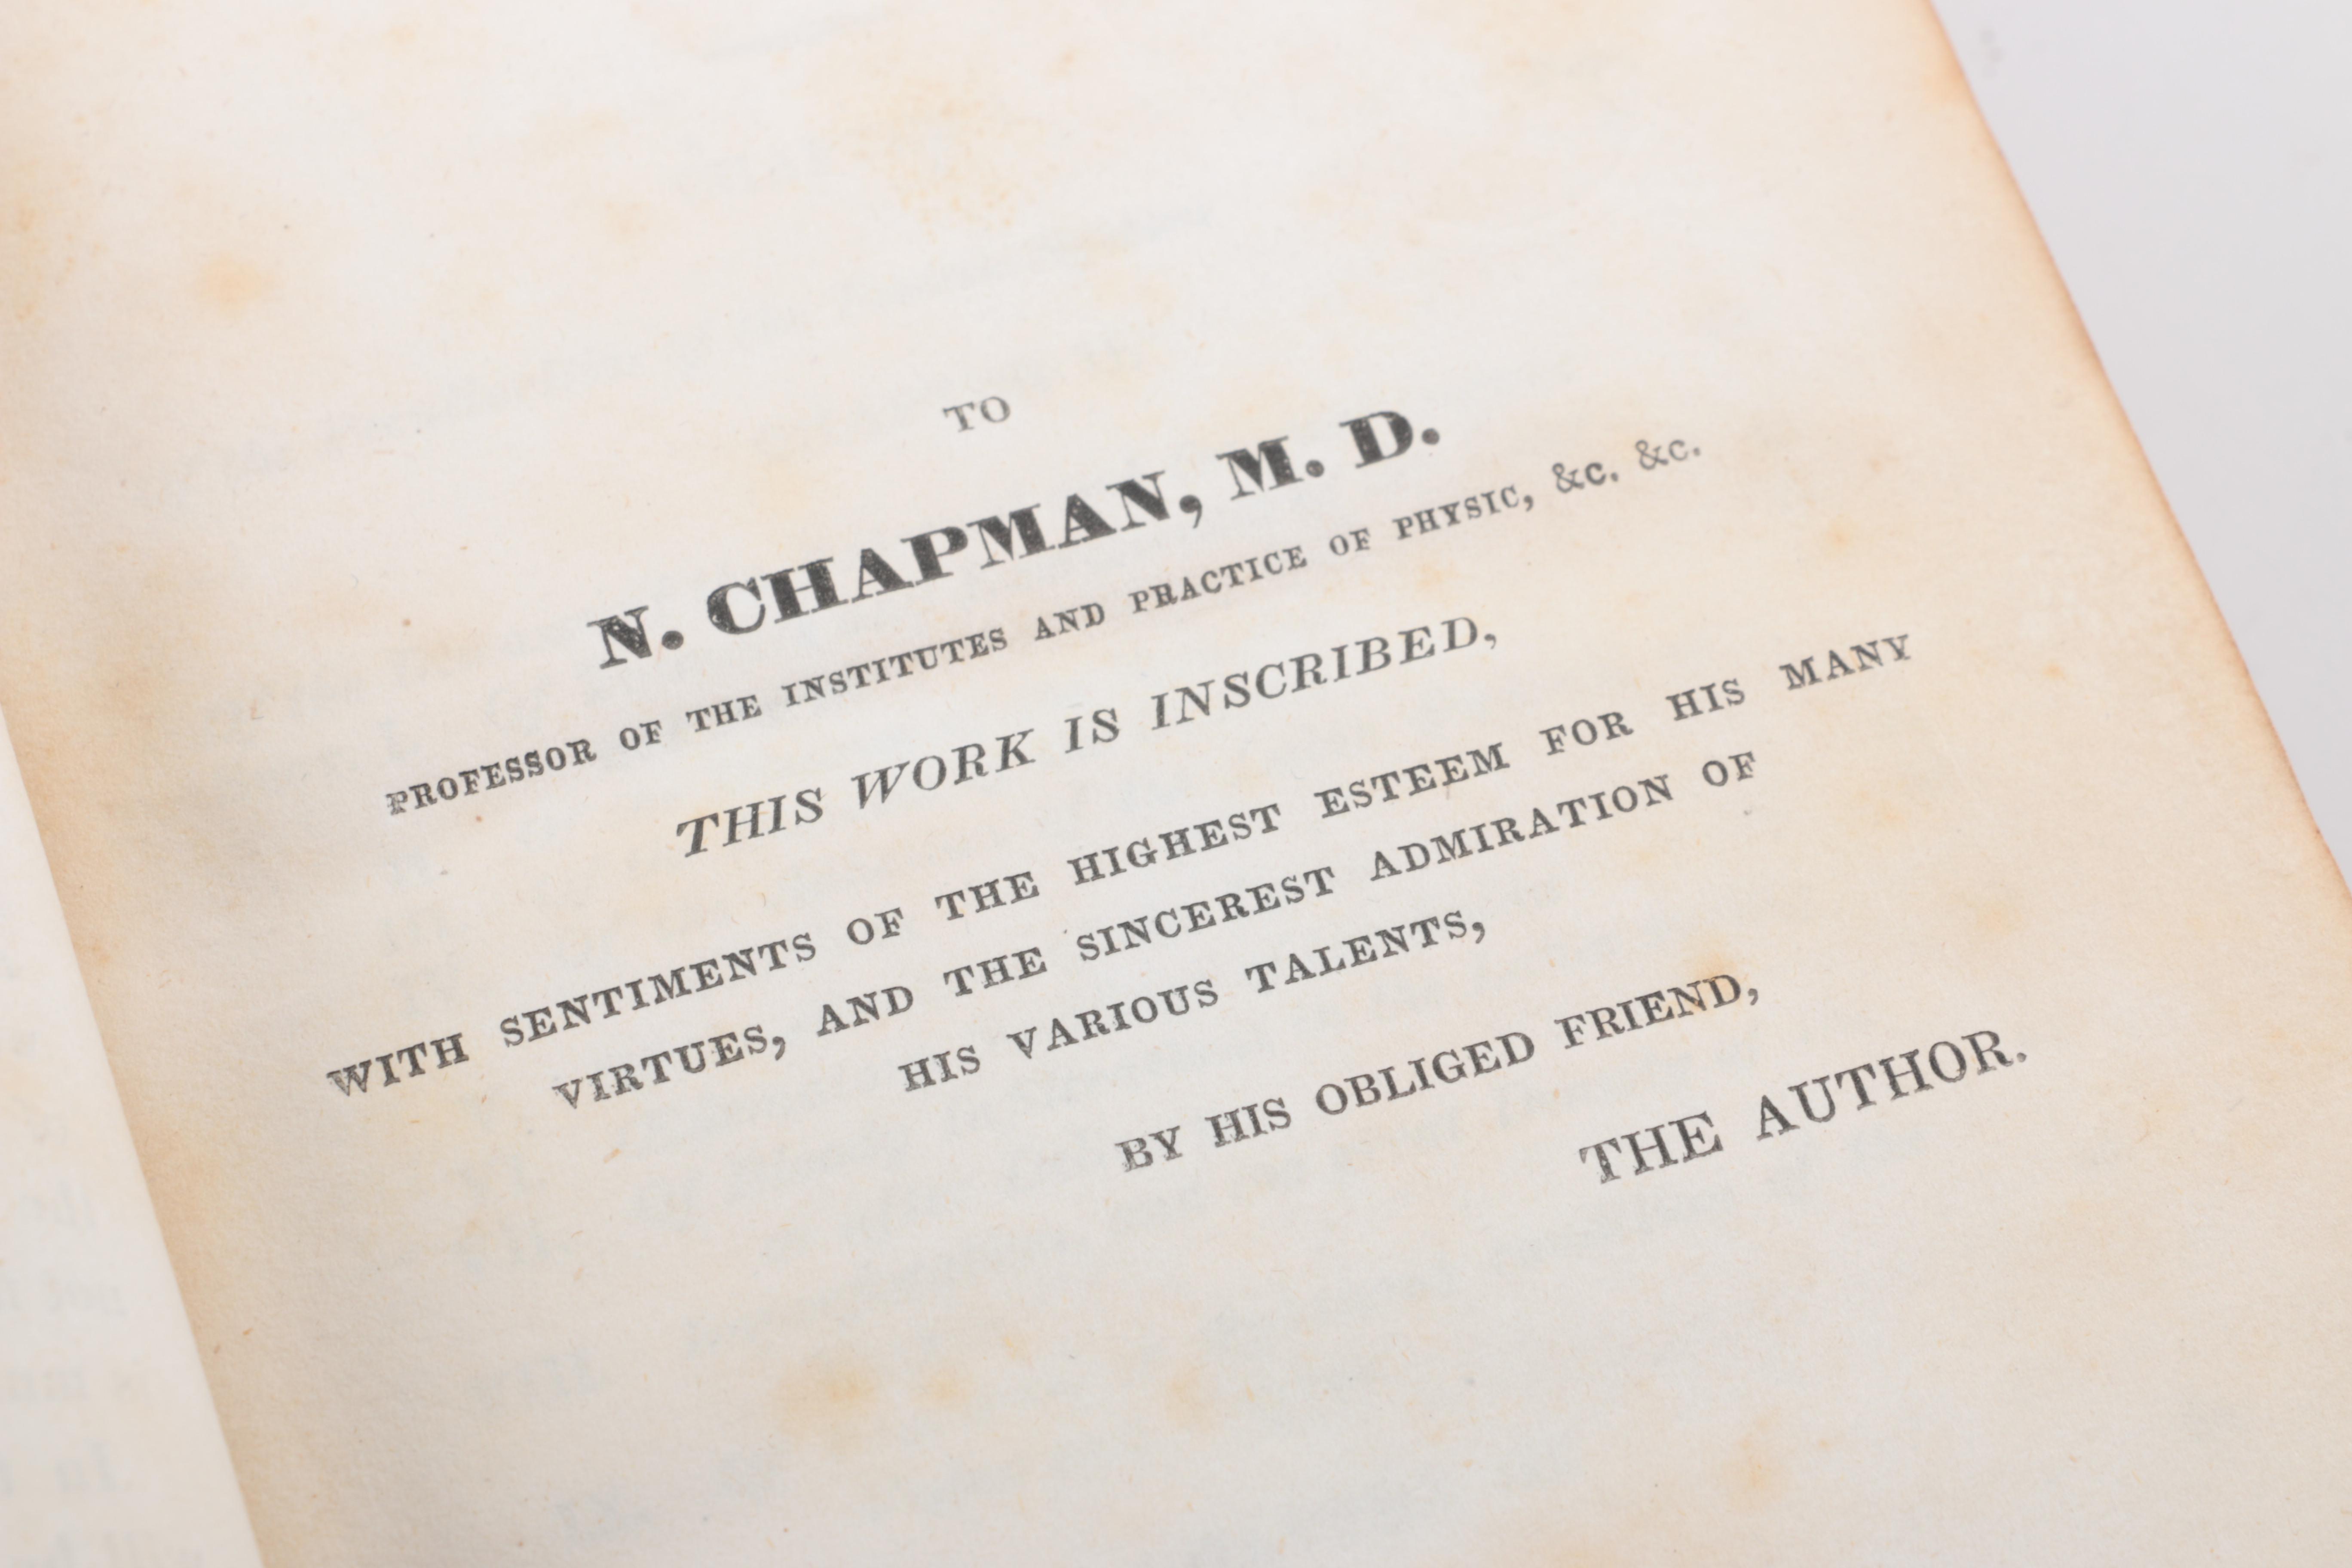 TO
N. CHAPMAN, M. D.
PROFESSOR OF THE INSTITUTES AND PRACTICE OF PHYSIC, &c. &c.
THIS WORK IS INSCRIBED,
WITH SENTIMENTS OF THE HIGHEST ESTEEM FOR HIS MANY
VIRTUES, AND THE SINCEREST ADMIRATION OF
HIS VARIOUS TALENTS,
BY HIS OBLIGED FRIEND,
THE AUTHOR.